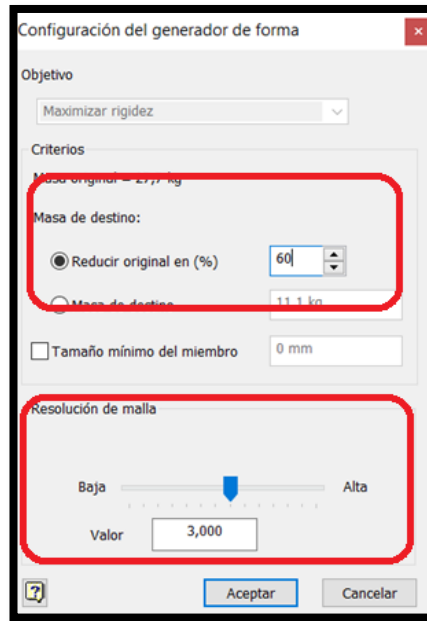 Configuración del generador de forma
Objetivo
Maximizar rigidez
Criterios
Masa original = 27,7 kg
Masa de destino:
Reducir original en (%) 60
Masa de destino 11,1 kg
Tamaño mínimo del miembro 0 mm
Resolución de malla
Baja Alta
Valor 3,000
Aceptar Cancelar